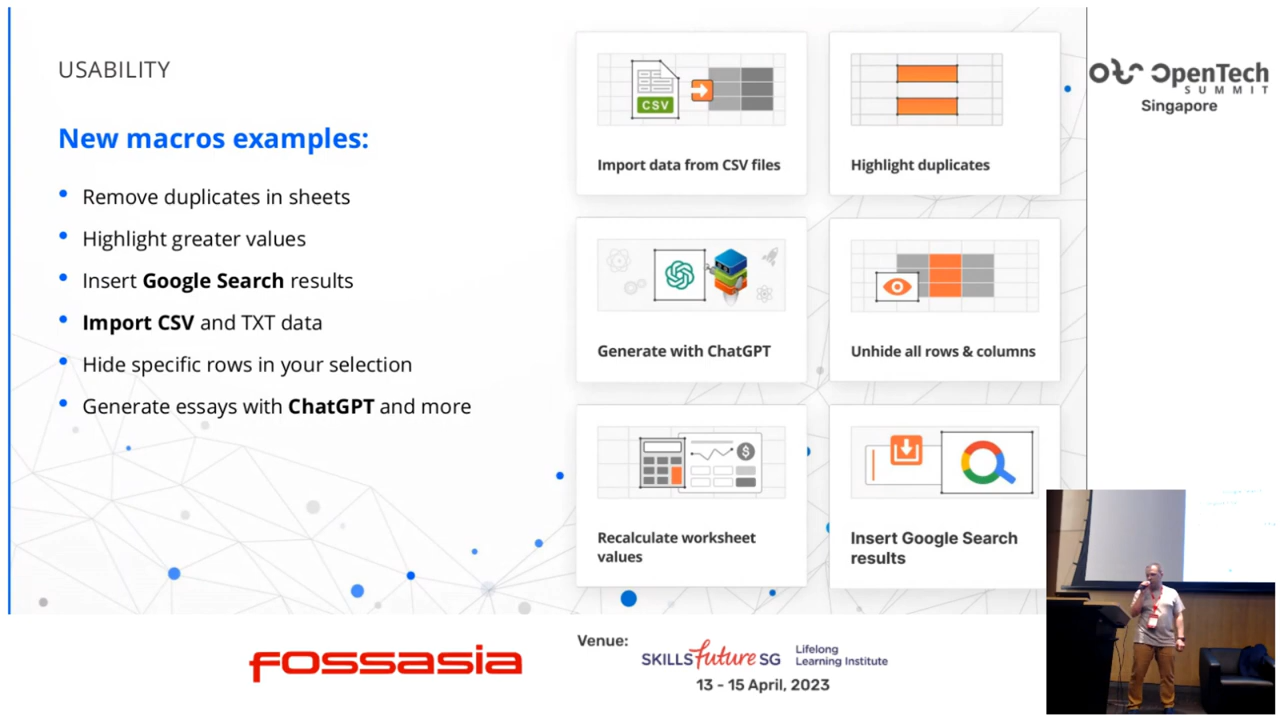 USABILITY
New macros examples:
Remove duplicates in sheets
Highlight greater values
Insert Google Search results
Import CSV and TXT data
Hide specific rows in your selection
Generate essays with ChatGPT and more
CSV
Import data from CSV files
Highlight duplicates
Generate with ChatGPT
Unhide all rows & columns
$
Recalculate worksheet
values
Insert Google Search
results
OpenTech
SUMMIT
Singapore
fossasia
Venue:
SKILLS future SG
Lifelong
Learning Institute
13 - 15 April, 2023